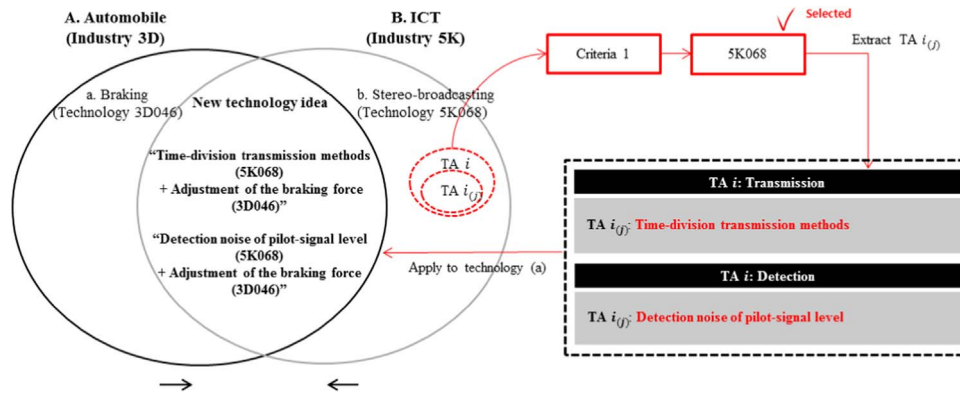 A. Automobile
(Industry 3D)
B. ICT
(Industry 5K)
a. Braking
(Technology 3D046)
New technology idea
b. Stereo-broadcasting
(Technology 5K068)
"Time-division transmission methods
(5K068)
+ Adjustment of the braking force
(3D046)"
"Detection noise of pilot-signal level
(5K068)
+ Adjustment of the braking force
(3D046)"
TA i
TA i(j)
Criteria 1
5K068
Selected
Extract TA i(j)
TA i: Transmission
TA i(j): Time-division transmission methods
TA i: Detection
TA i(j): Detection noise of pilot-signal level
Apply to technology (a)